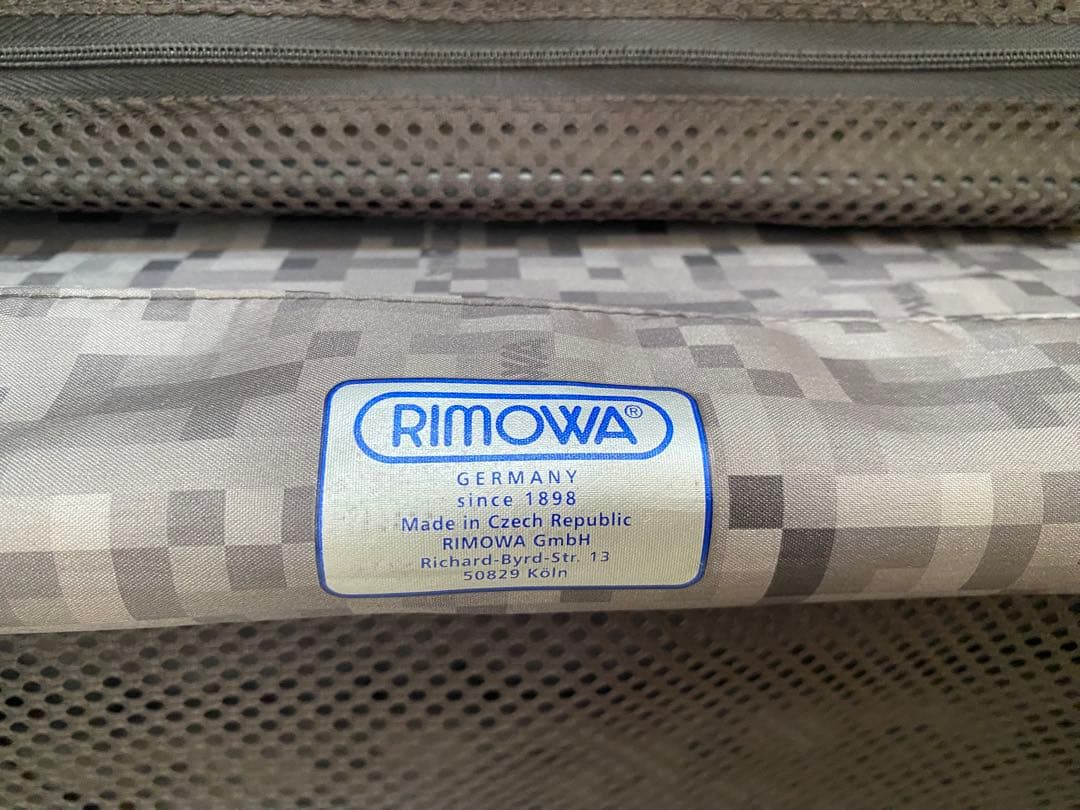 RIMOWA®
GERMANY
since 1898
Made in Czech Republic
RIMOWA GmbH
Richard-Byrd-Str. 13
50829 Köln